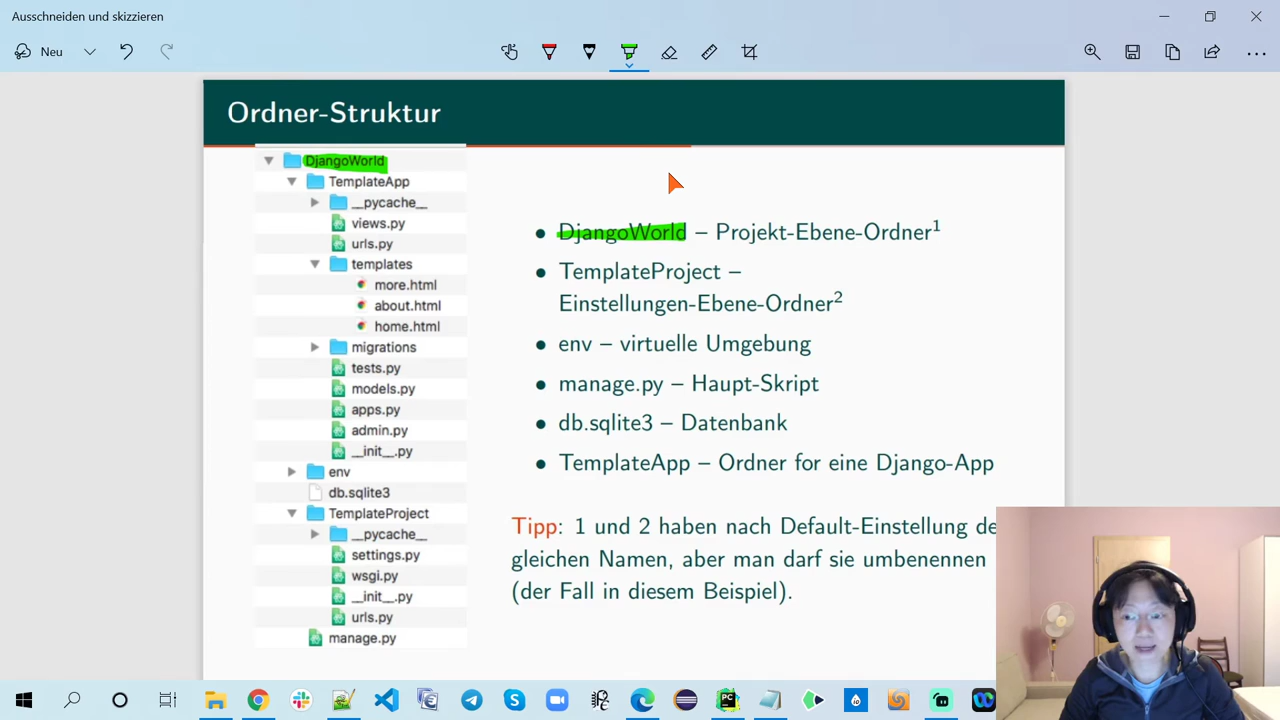 Ausschneiden und skizzieren
Neu
Ordner-Struktur
DjangoWorld
TemplateApp
__pycache__
views.py
urls.py
templates
more.html
about.html
home.html
migrations
tests.py
models.py
apps.py
admin.py
__init__.py
env
db.sqlite3
TemplateProject
__pycache__
settings.py
wsgi.py
__init__.py
urls.py
manage.py
• DjangoWorld – Projekt-Ebene-Ordner¹
• TemplateProject –
Einstellungen-Ebene-Ordner²
• env – virtuelle Umgebung
• manage.py – Haupt-Skript
• db.sqlite3 – Datenbank
• TemplateApp – Ordner for eine Django-App
Tipp: 1 und 2 haben nach Default-Einstellung de
gleichen Namen, aber man darf sie umbenennen
(der Fall in diesem Beispiel).